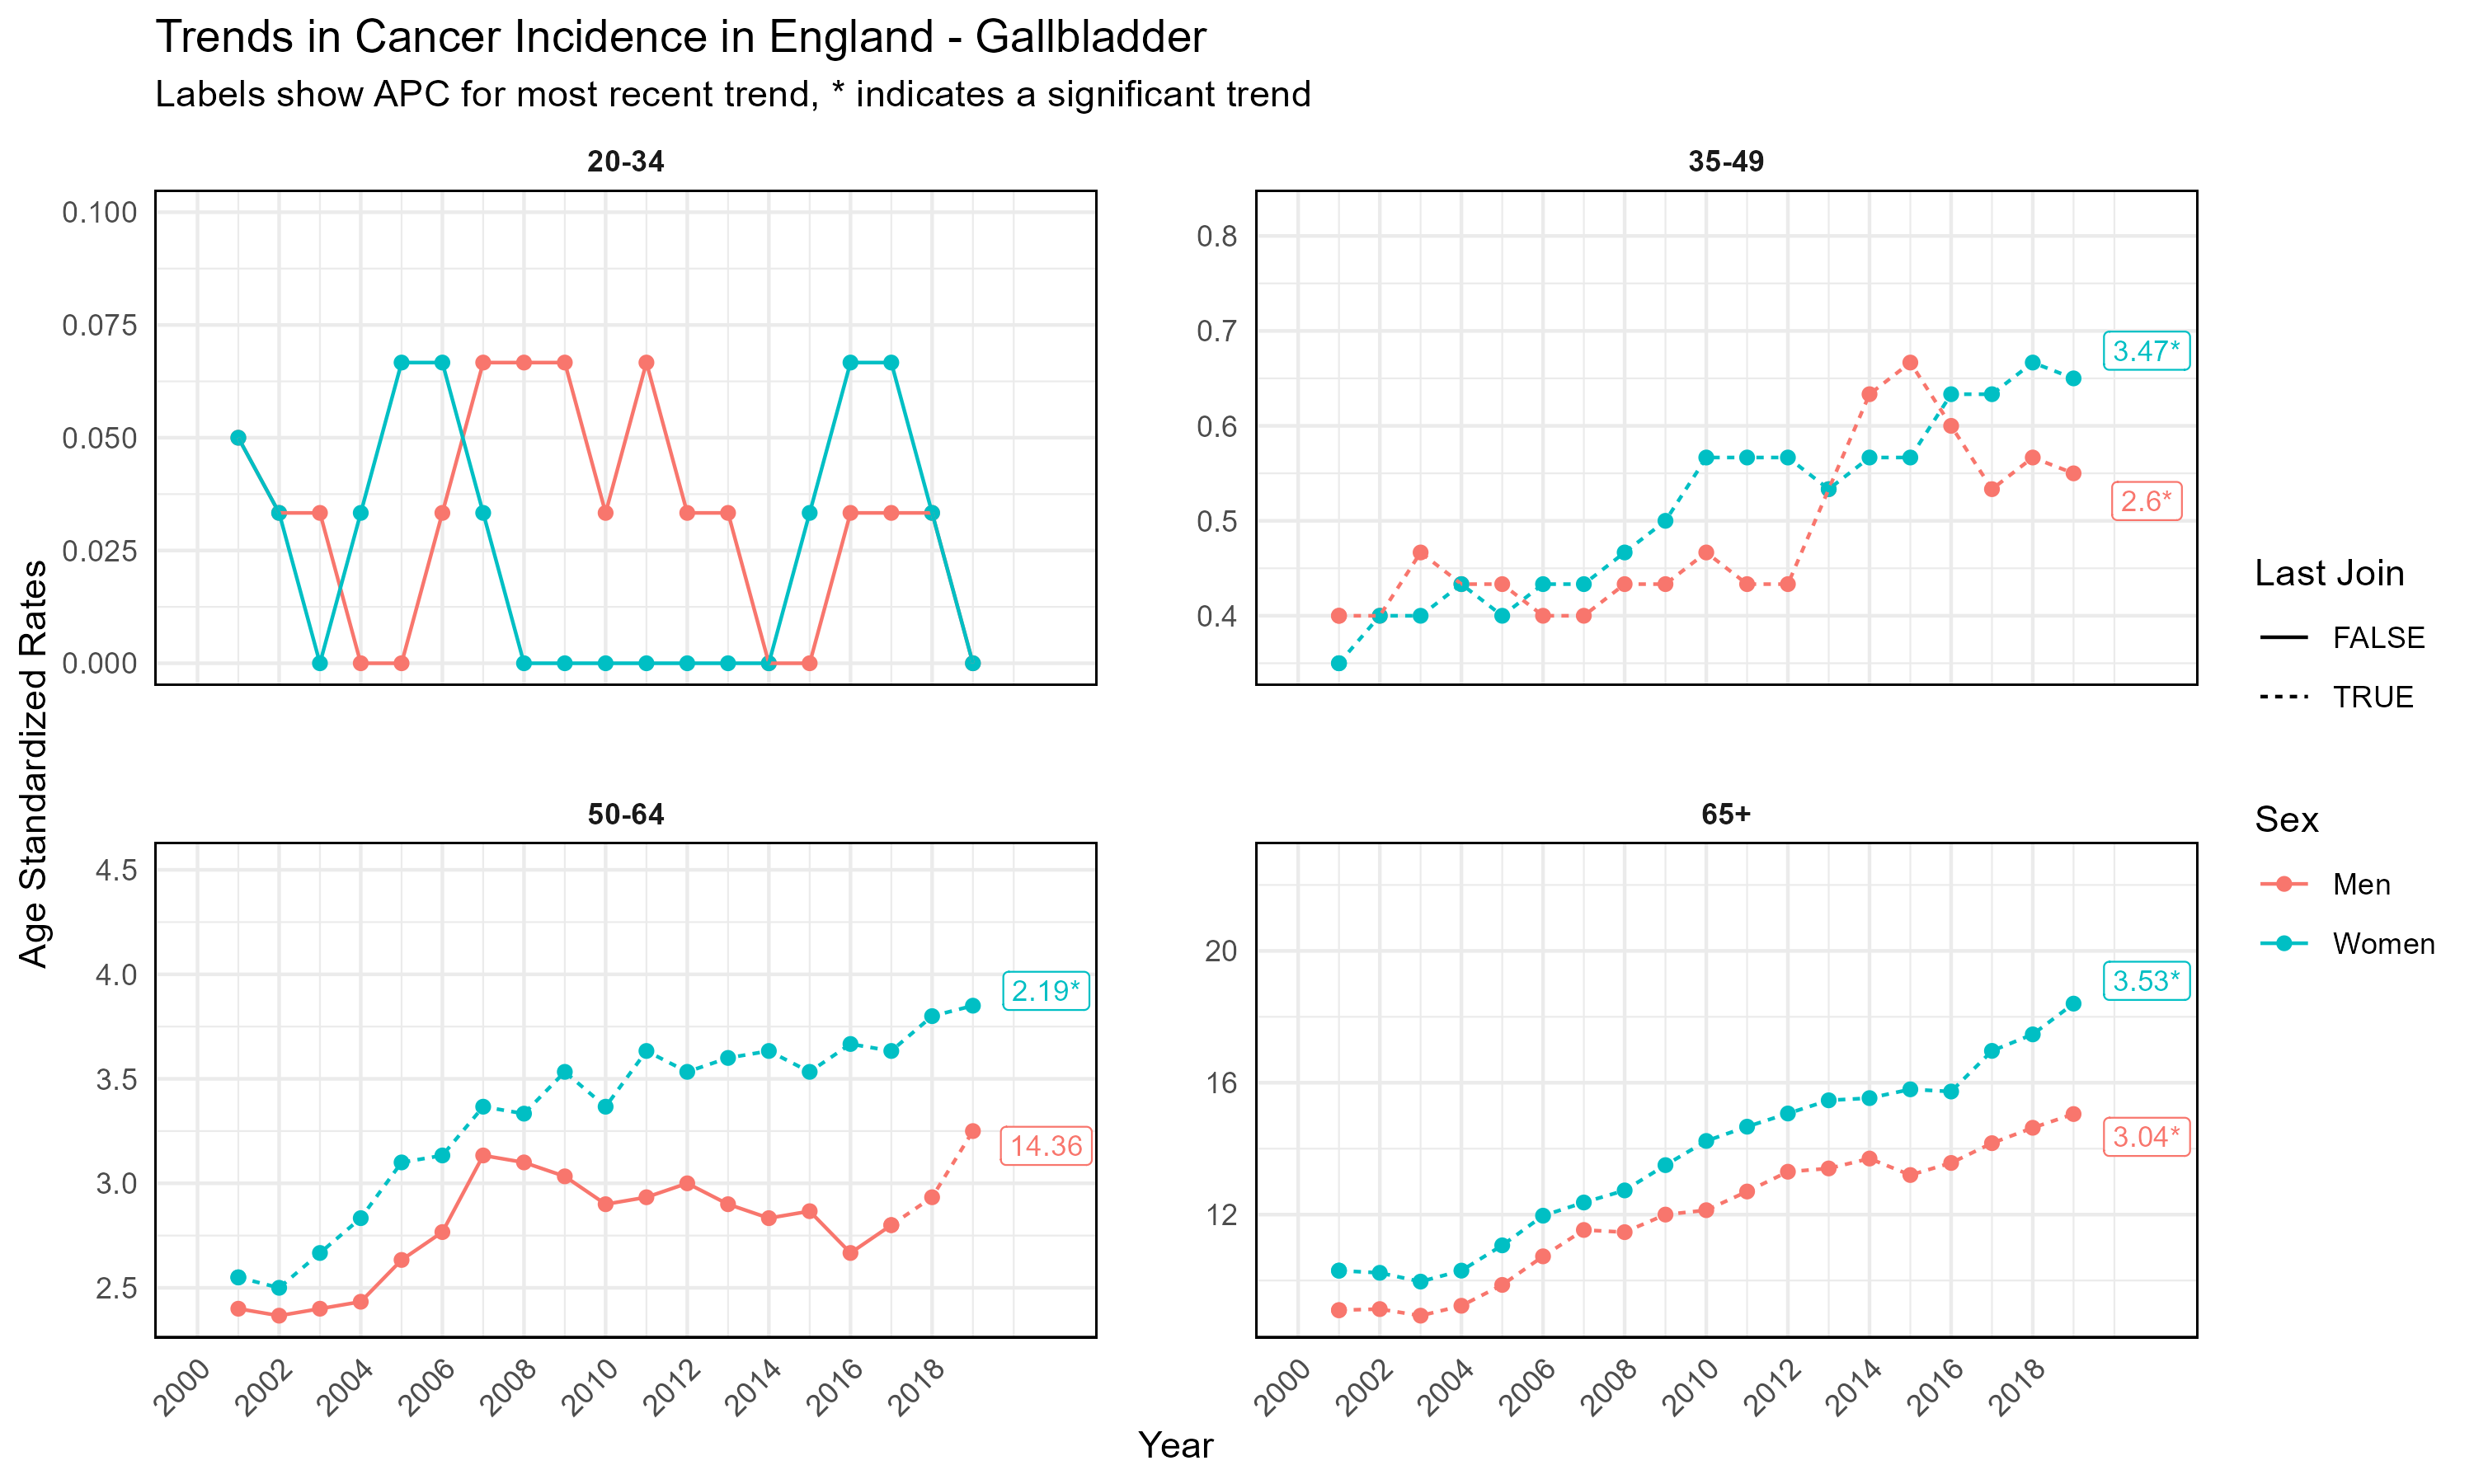 Trends in Cancer Incidence in England - Gallbladder
Labels show APC for most recent trend, * indicates a significant trend
20-34
0.100
0.075
0.050
0.025
0.000
35-49
0.8
0.7
0.6
0.5
0.4
3.47*
2.6*
50-64
4.5
4.0
3.5
3.0
2.5
2.19*
14.36
65+
20
16
12
3.53*
3.04*
2000 2002 2004 2006 2008 2010 2012 2014 2016 2018
2000 2002 2004 2006 2008 2010 2012 2014 2016 2018
Year
Age Standardized Rates
Last Join
FALSE
TRUE
Sex
Men
Women